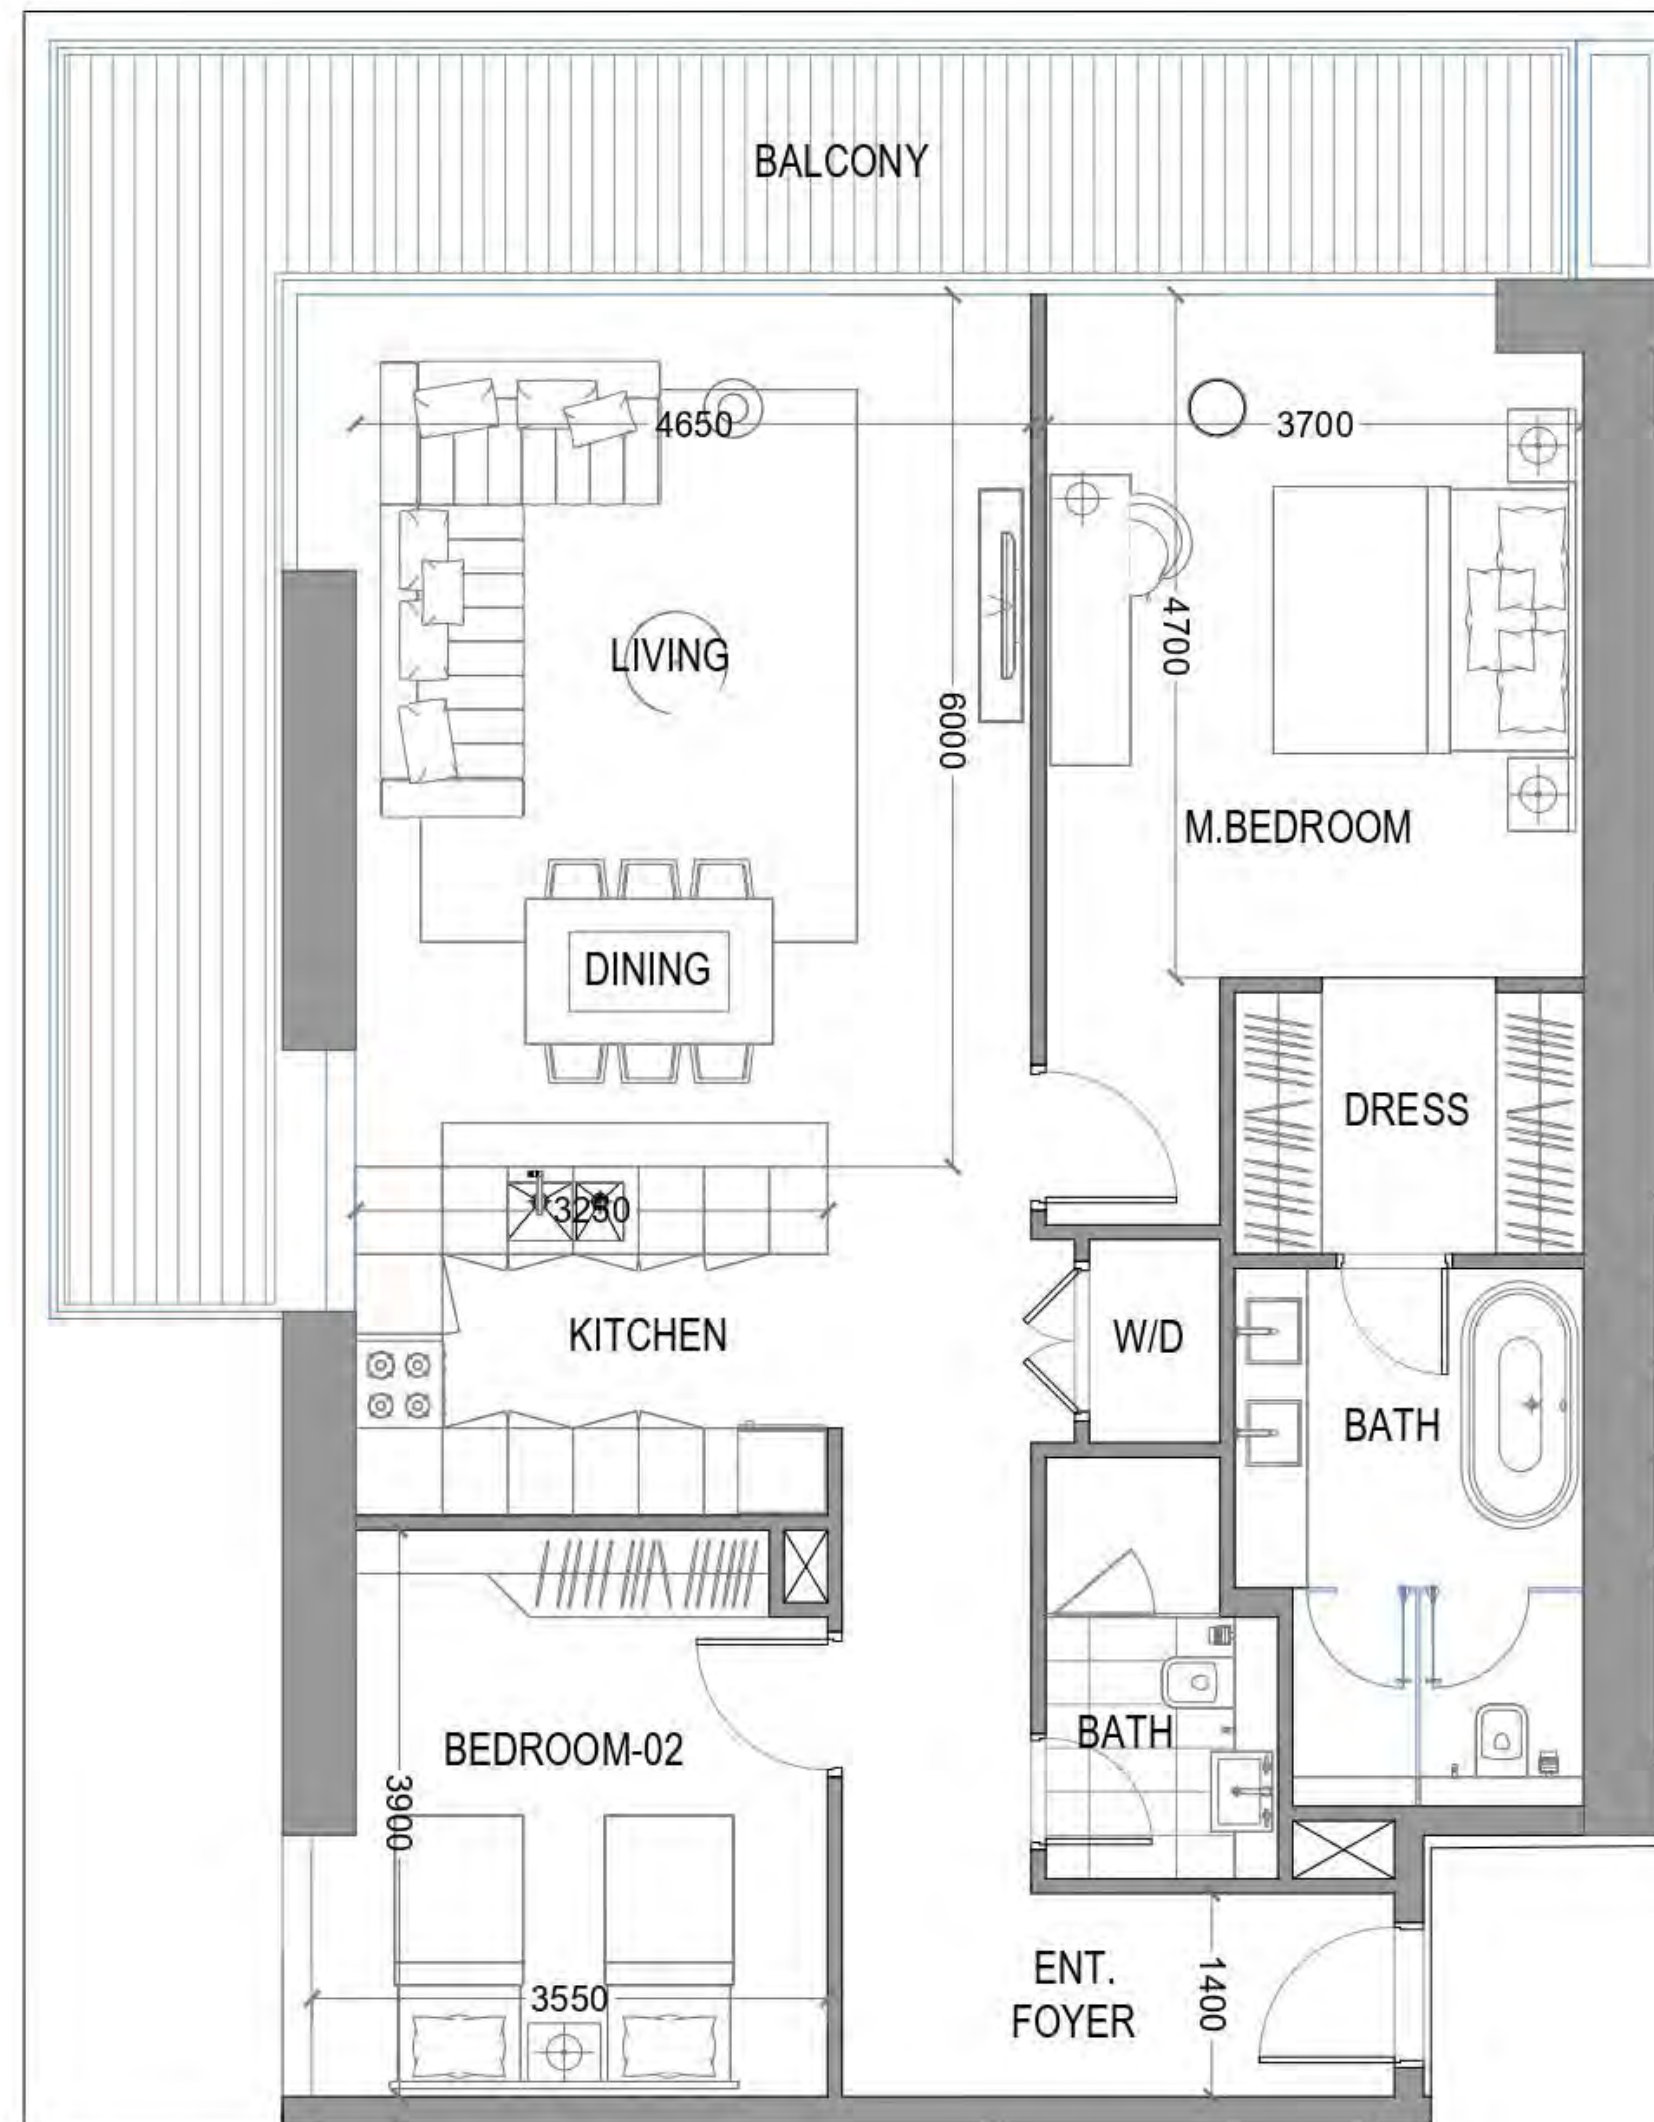 BALCONY
4650
3700
4700
LIVING
6000
M.BEDROOM
DINING
DRESS
3250
KITCHEN
W/D
BATH
BEDROOM-02
BATH
3900
3550
ENT.
FOYER
1400